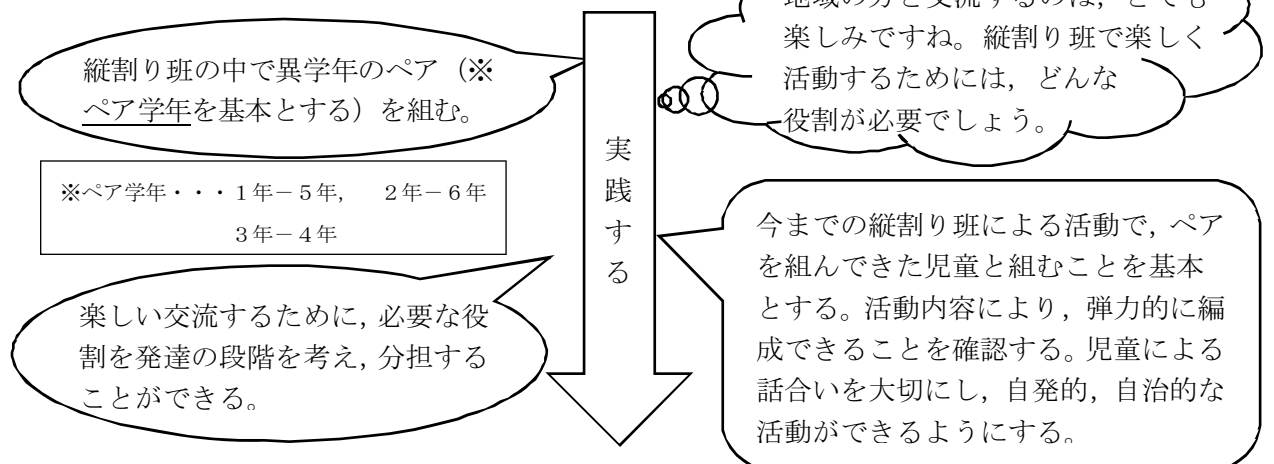 縦割り班の中で異学年のペア（※
ペア学年を基本とする）を組む。
※ペア学年・・・１年－５年，　２年－６年
３年－４年
楽しい交流するために，必要な役
割を発達の段階を考え，分担する
ことができる。
実践する
楽しみですね。縦割り班で楽しく
活動するためには，どんな
役割が必要でしょう。
今までの縦割り班による活動で，ペア
を組んできた児童と組むことを基本
とする。活動内容により，弾力的に編
成できることを確認する。児童による
話合いを大切にし，自発的，自治的な
活動ができるようにする。